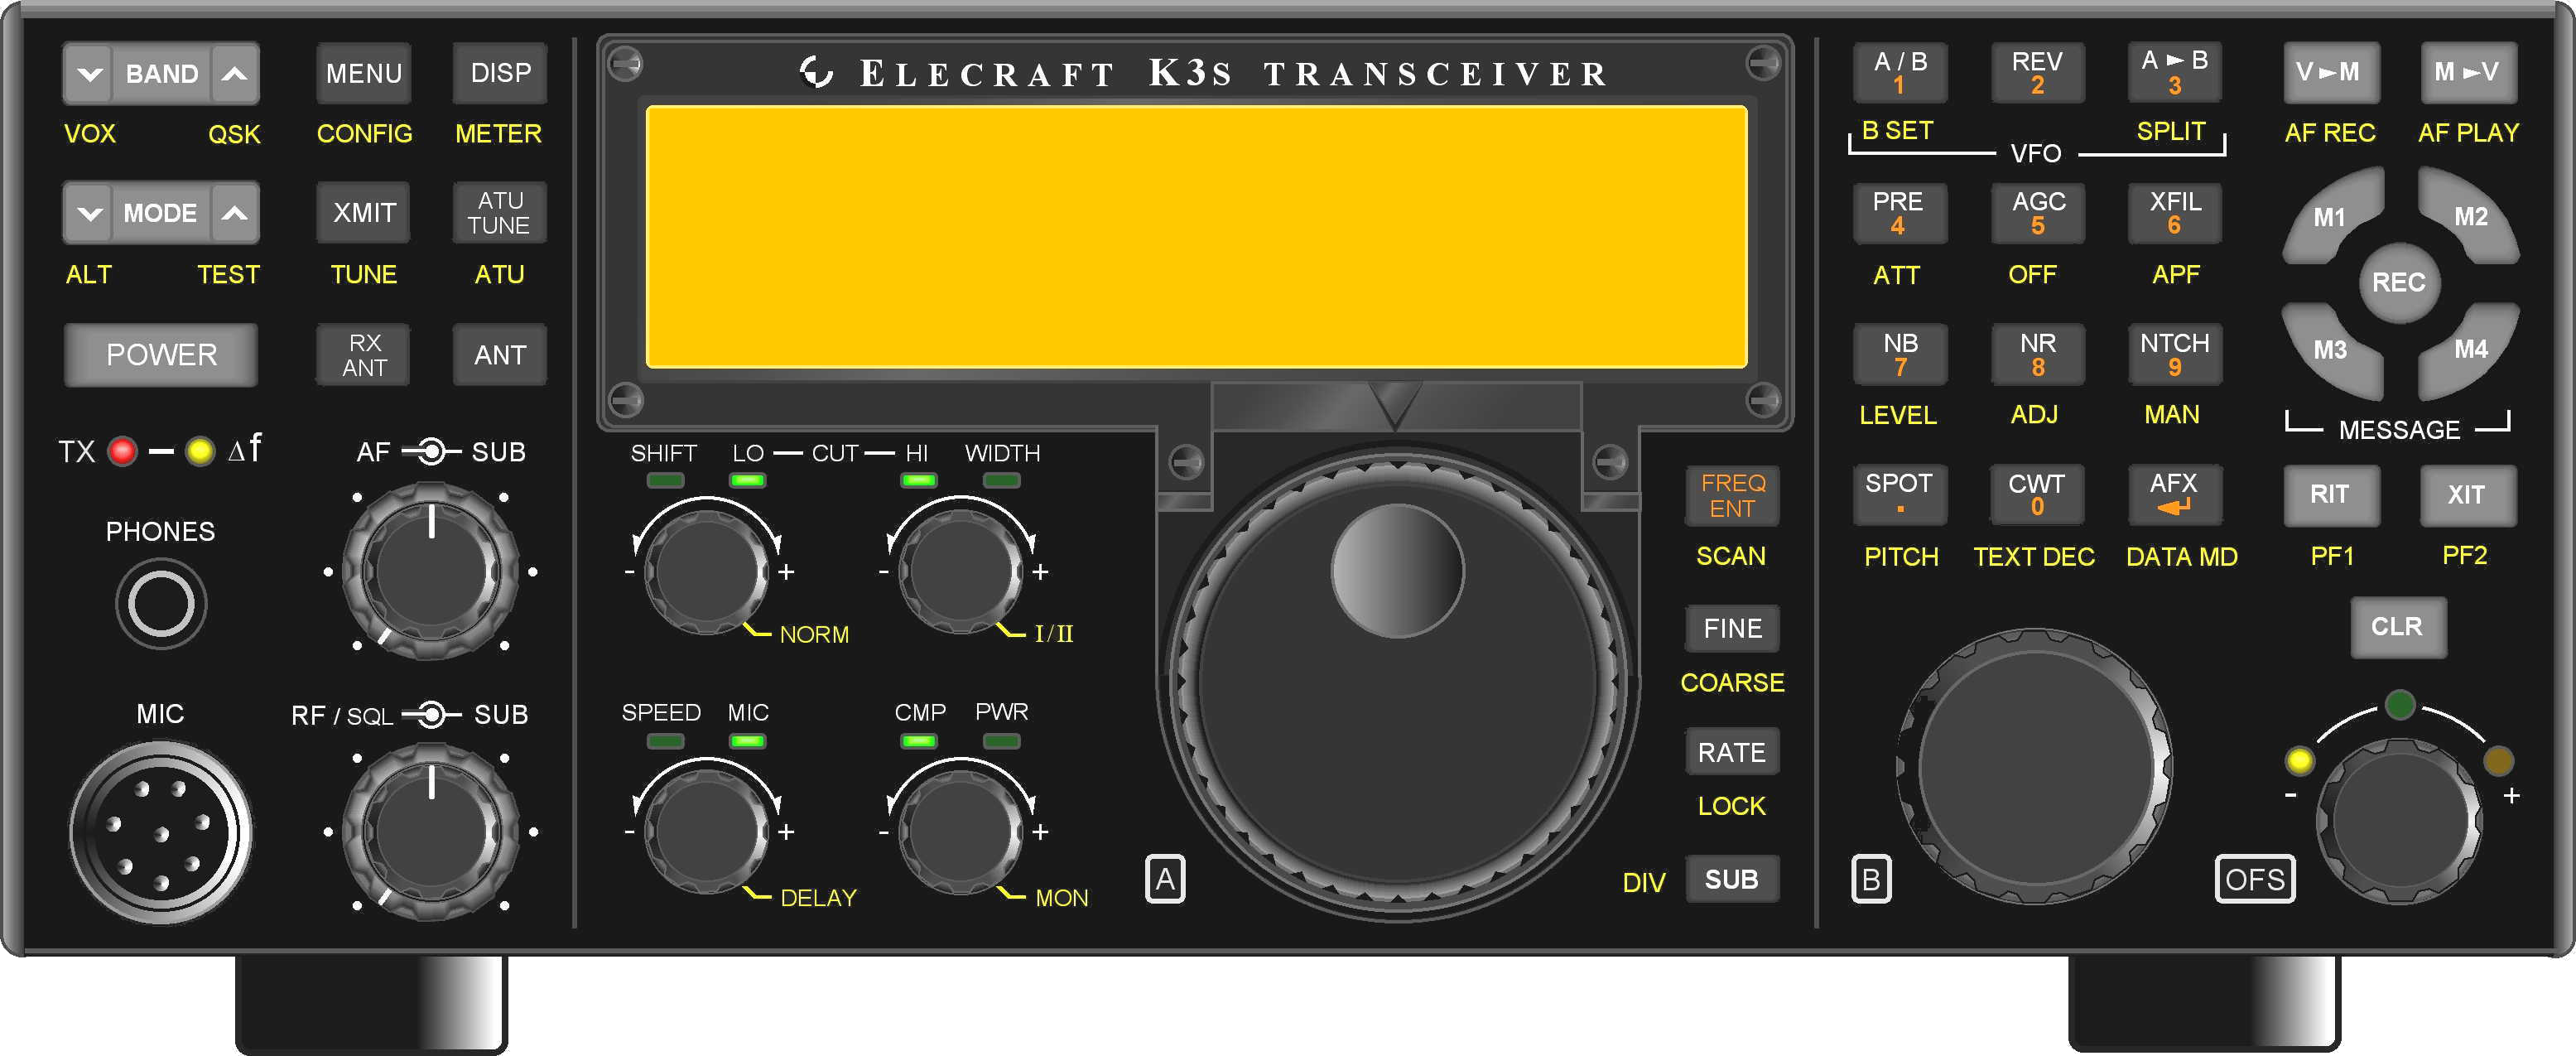 ELECRAFT K3S TRANSCEIVER
BAND
VOX QSK
MENU
CONFIG
DISP
METER
MODE
ALT TEST
XMIT
TUNE
ATU
TUNE
ATU
POWER
RX
ANT
ANT
TX Δf
AF SUB
PHONES
MIC
RF / SQL SUB
SHIFT LO CUT HI WIDTH
- +
- +
NORM
I/II
SPEED MIC CMP PWR
- +
- +
DELAY
MON
A
FREQ
ENT
SCAN
FINE
COARSE
RATE
LOCK
DIV SUB
A / B
1
REV
2
A ► B
3
B SET SPLIT
VFO
PRE
4
AGC
5
XFIL
6
ATT OFF APF
NB
7
NR
8
NTCH
9
LEVEL ADJ MAN
SPOT
.
CWT
0
AFX
↵
PITCH TEXT DEC DATA MD
V►M
M►V
AF REC AF PLAY
M1 M2
REC
M3 M4
MESSAGE
RIT XIT
PF1 PF2
CLR
- +
B
OFS